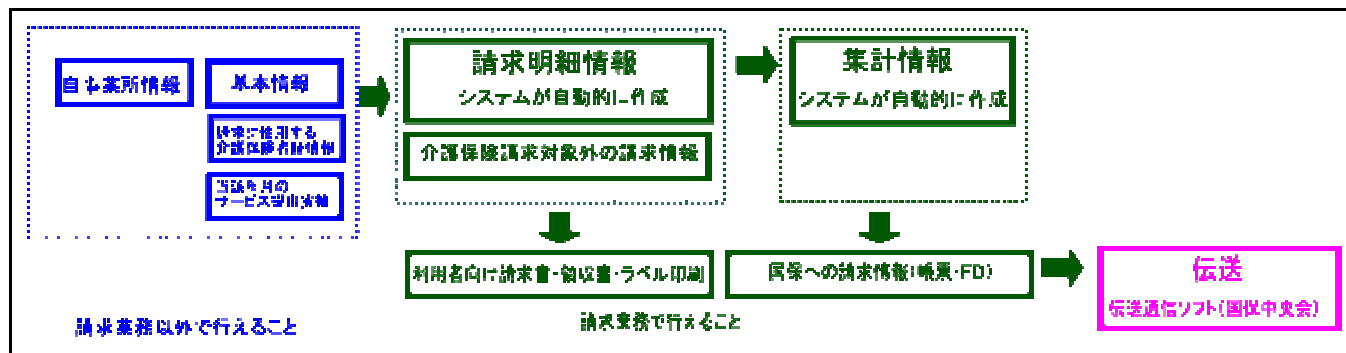 自事業所情報
基本情報
請求に使用する
介護保険者証情報
当該年月の
サービス提供実績
請求業務以外で行えること
請求明細情報
システムが自動的に作成
介護保険請求対象外の請求情報
集計情報
システムが自動的に作成
利用者向け請求書・領収書・ラベル印刷
国保への請求情報(帳票・FD)
請求業務で行えること
伝送
伝送通信ソフト(国保中央会)